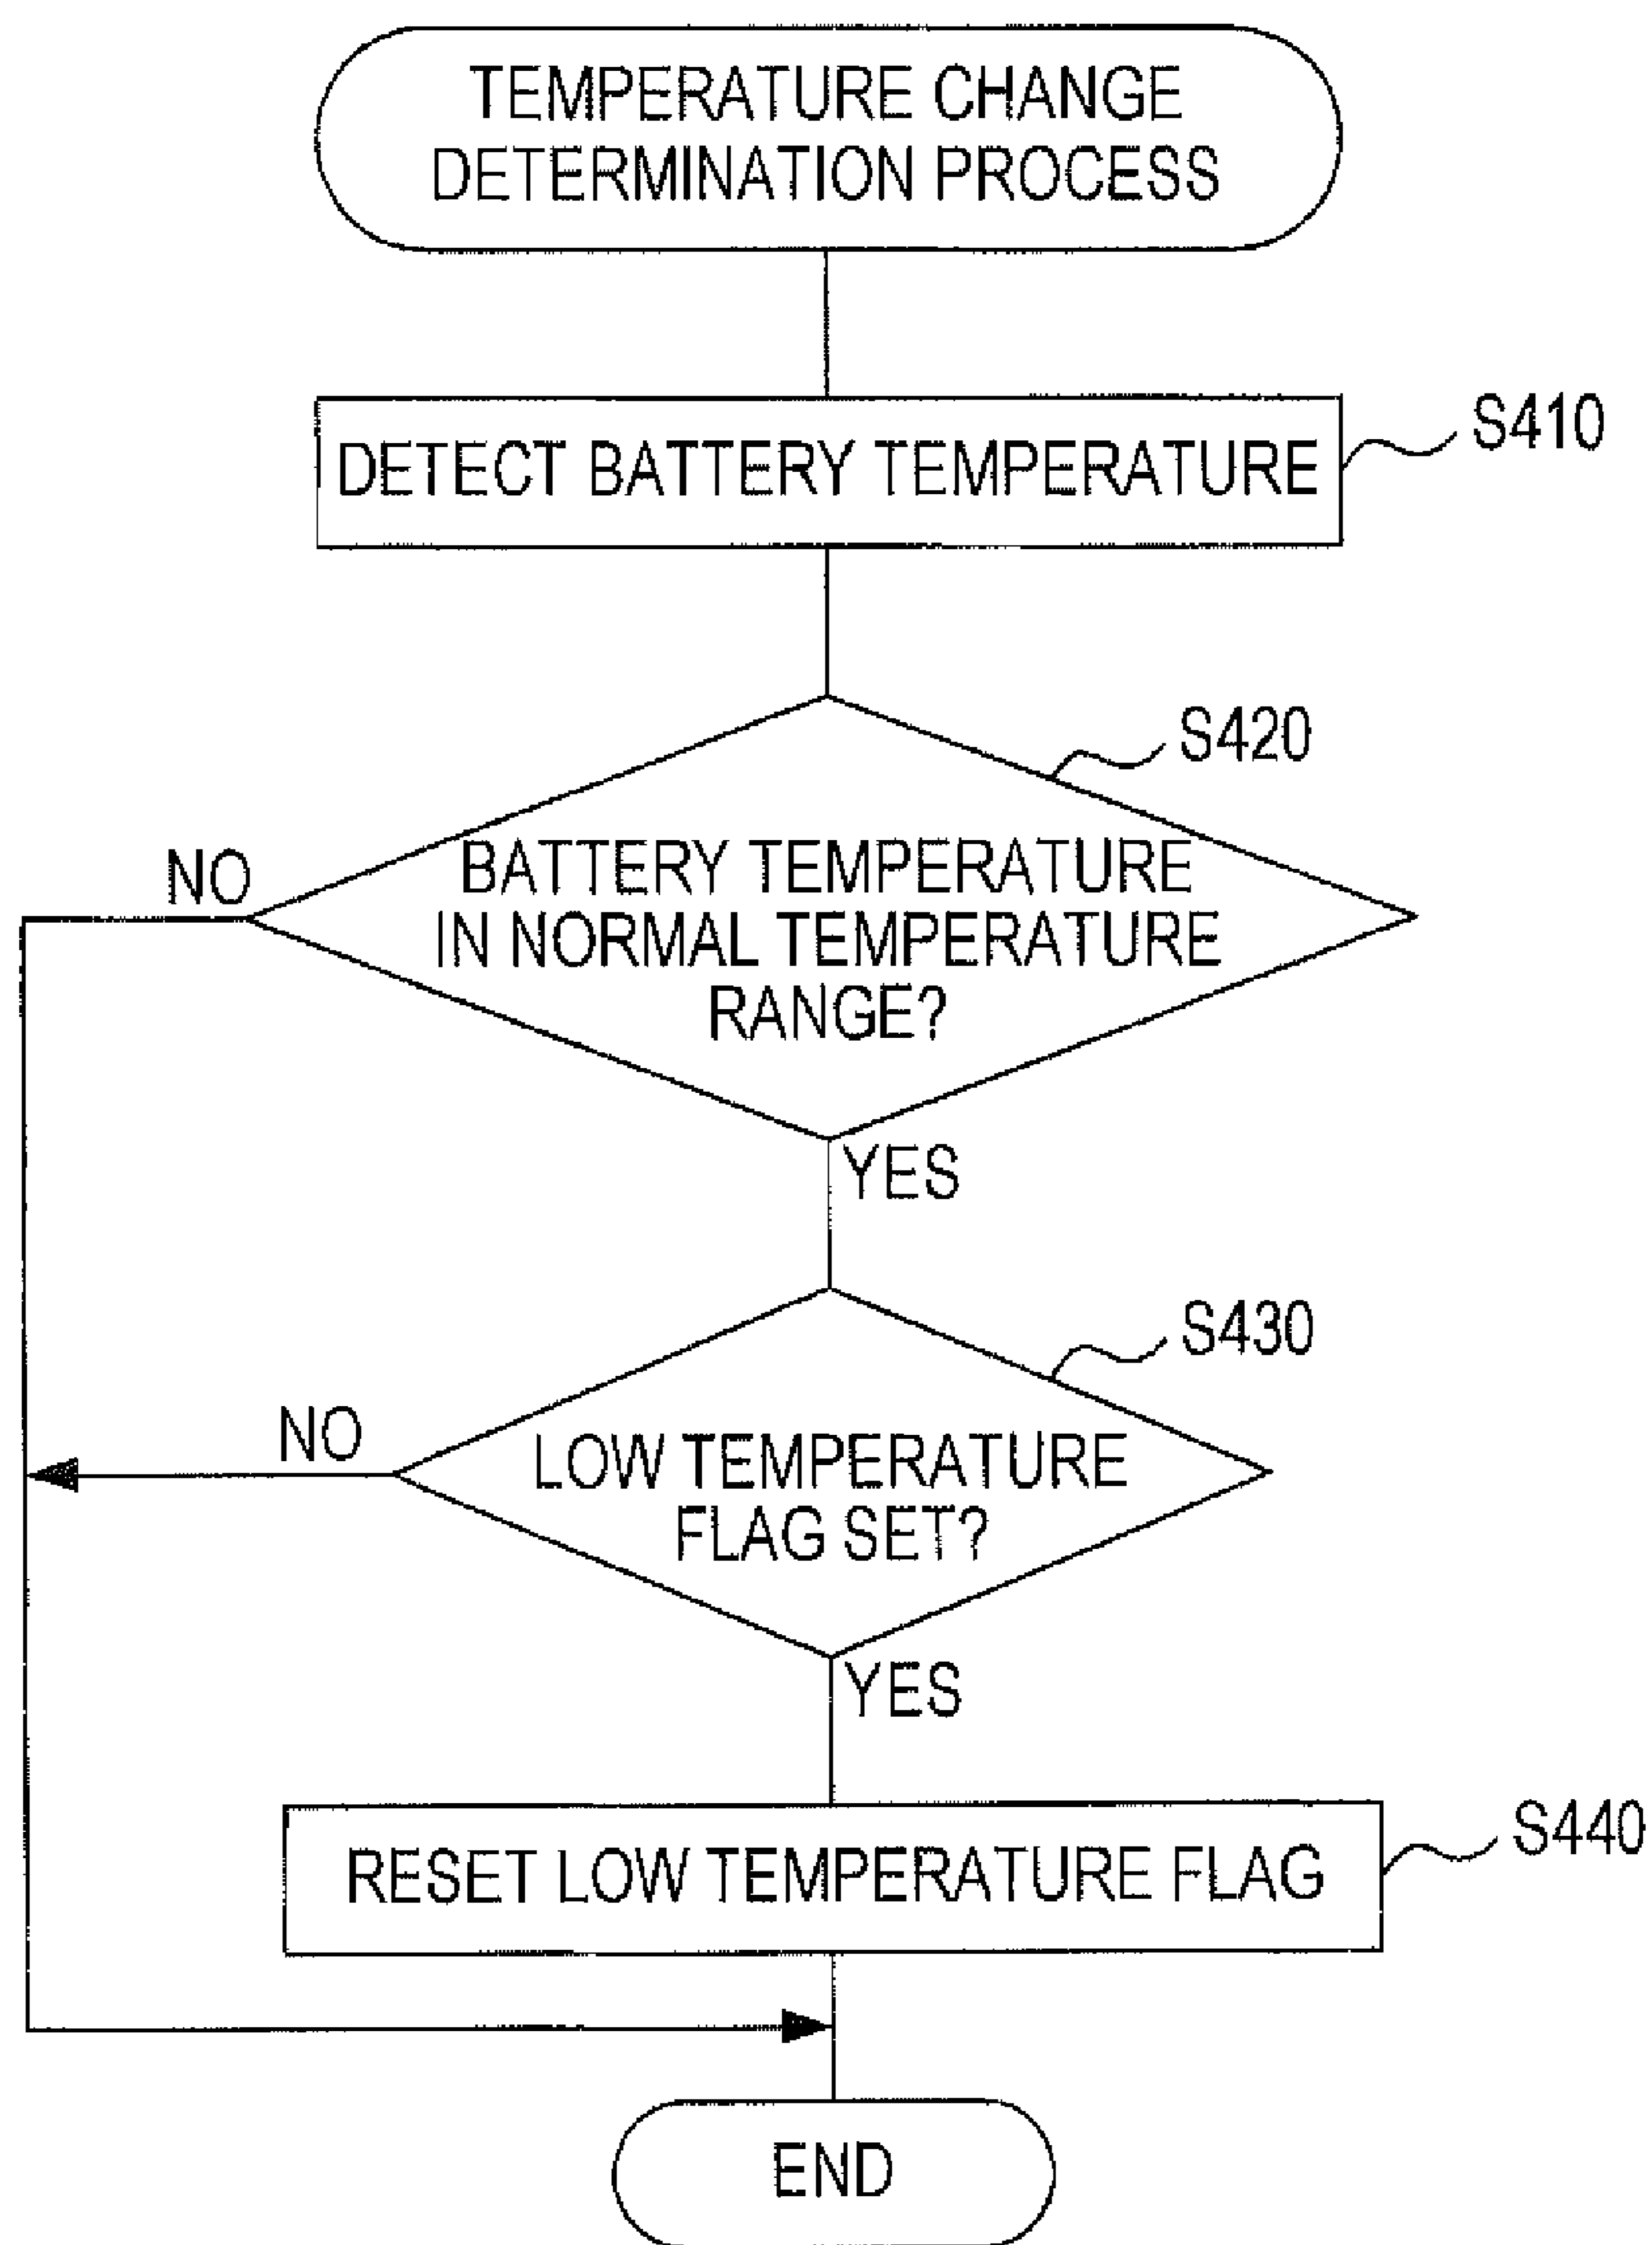 TEMPERATURE CHANGE
DETERMINATION PROCESS
DETECT BATTERY TEMPERATURE
S410
S420
NO
BATTERY TEMPERATURE
IN NORMAL TEMPERATURE
RANGE?
YES
S430
NO
LOW TEMPERATURE
FLAG SET?
YES
RESET LOW TEMPERATURE FLAG
S440
END